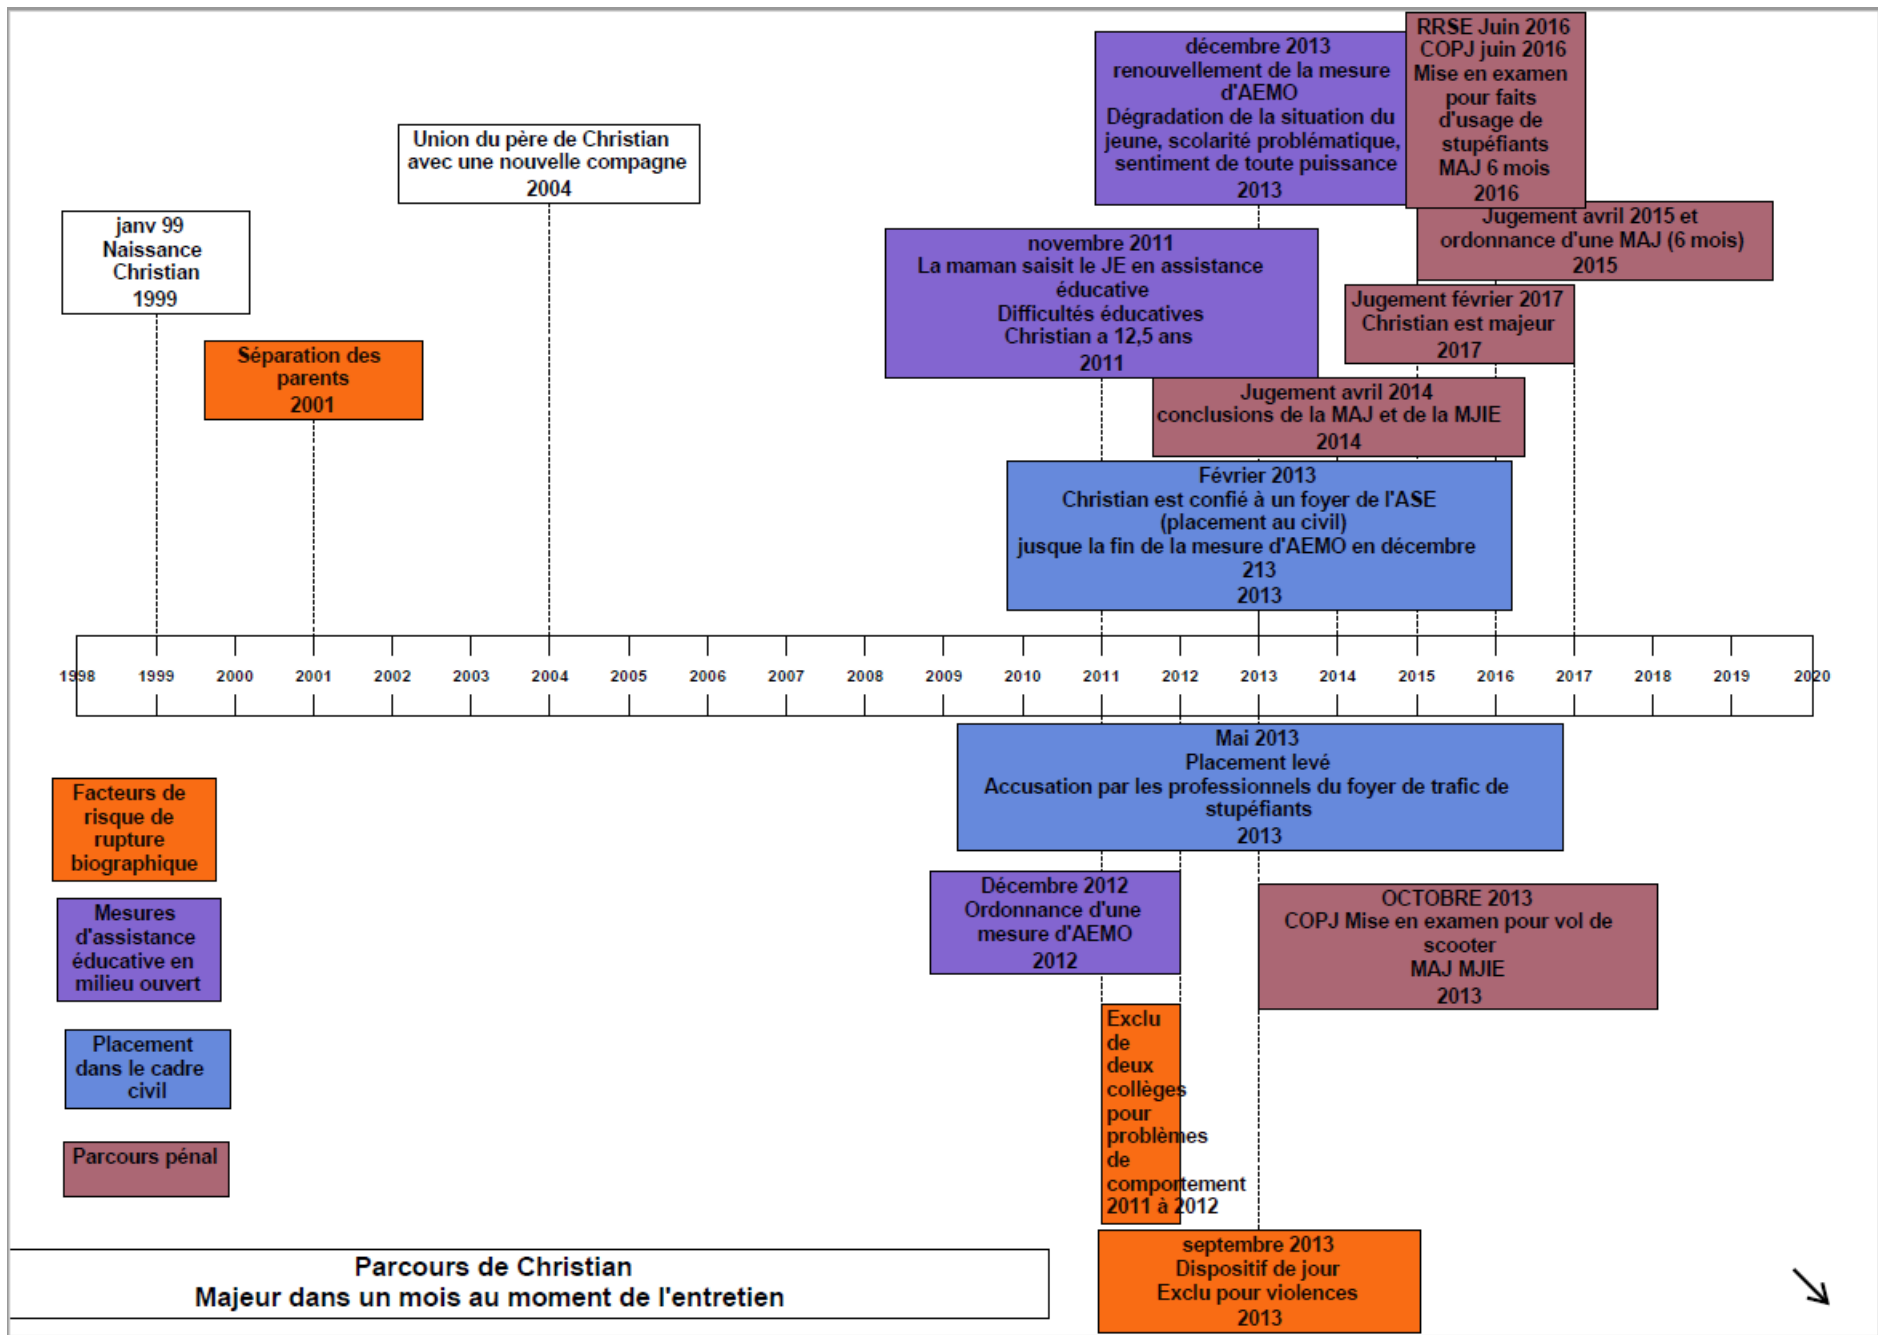 RRSE Juin 2016
COPJ juin 2016
Mise en examen
pour faits
d'usage de
stupéfiants
MAJ 6 mois
2016
décembre 2013
renouvellement de la mesure
d'AEMO
Dégradation de la situation du
jeune, scolarité problématique,
sentiment de toute puissance
2013
Union du père de Christian
avec une nouvelle compagne
2004
janv 99
Naissance
Christian
1999
Jugement avril 2015 et
ordonnance d'une MAJ (6 mois)
2015
novembre 2011
La maman saisit le JE en assistance
éducative
Difficultés éducatives
Christian a 12,5 ans
2011
Jugement février 2017
Christian est majeur
2017
Séparation des
parents
2001
Jugement avril 2014
conclusions de la MAJ et de la MJIE
2014
Février 2013
Christian est confié à un foyer de l'ASE
(placement au civil)
jusque la fin de la mesure d'AEMO en décembre
213
2013
1998 1999 2000 2001 2002 2003 2004 2005 2006 2007 2008 2009 2010 2011 2012 2013 2014 2015 2016 2017 2018 2019 2020
Mai 2013
Placement levé
Accusation par les professionnels du foyer de trafic de
stupéfiants
2013
Facteurs de
risque de
rupture
biographique
Décembre 2012
Ordonnance d'une
mesure d'AEMO
2012
OCTOBRE 2013
COPJ Mise en examen pour vol de
scooter
MAJ MJIE
2013
Mesures
d'assistance
éducative en
milieu ouvert
Exclu
de
deux
collèges
pour
problèmes
de
comportement
2011 à 2012
Placement
dans le cadre
civil
Parcours pénal
septembre 2013
Dispositif de jour
Exclu pour violences
2013
Parcours de Christian
Majeur dans un mois au moment de l'entretien